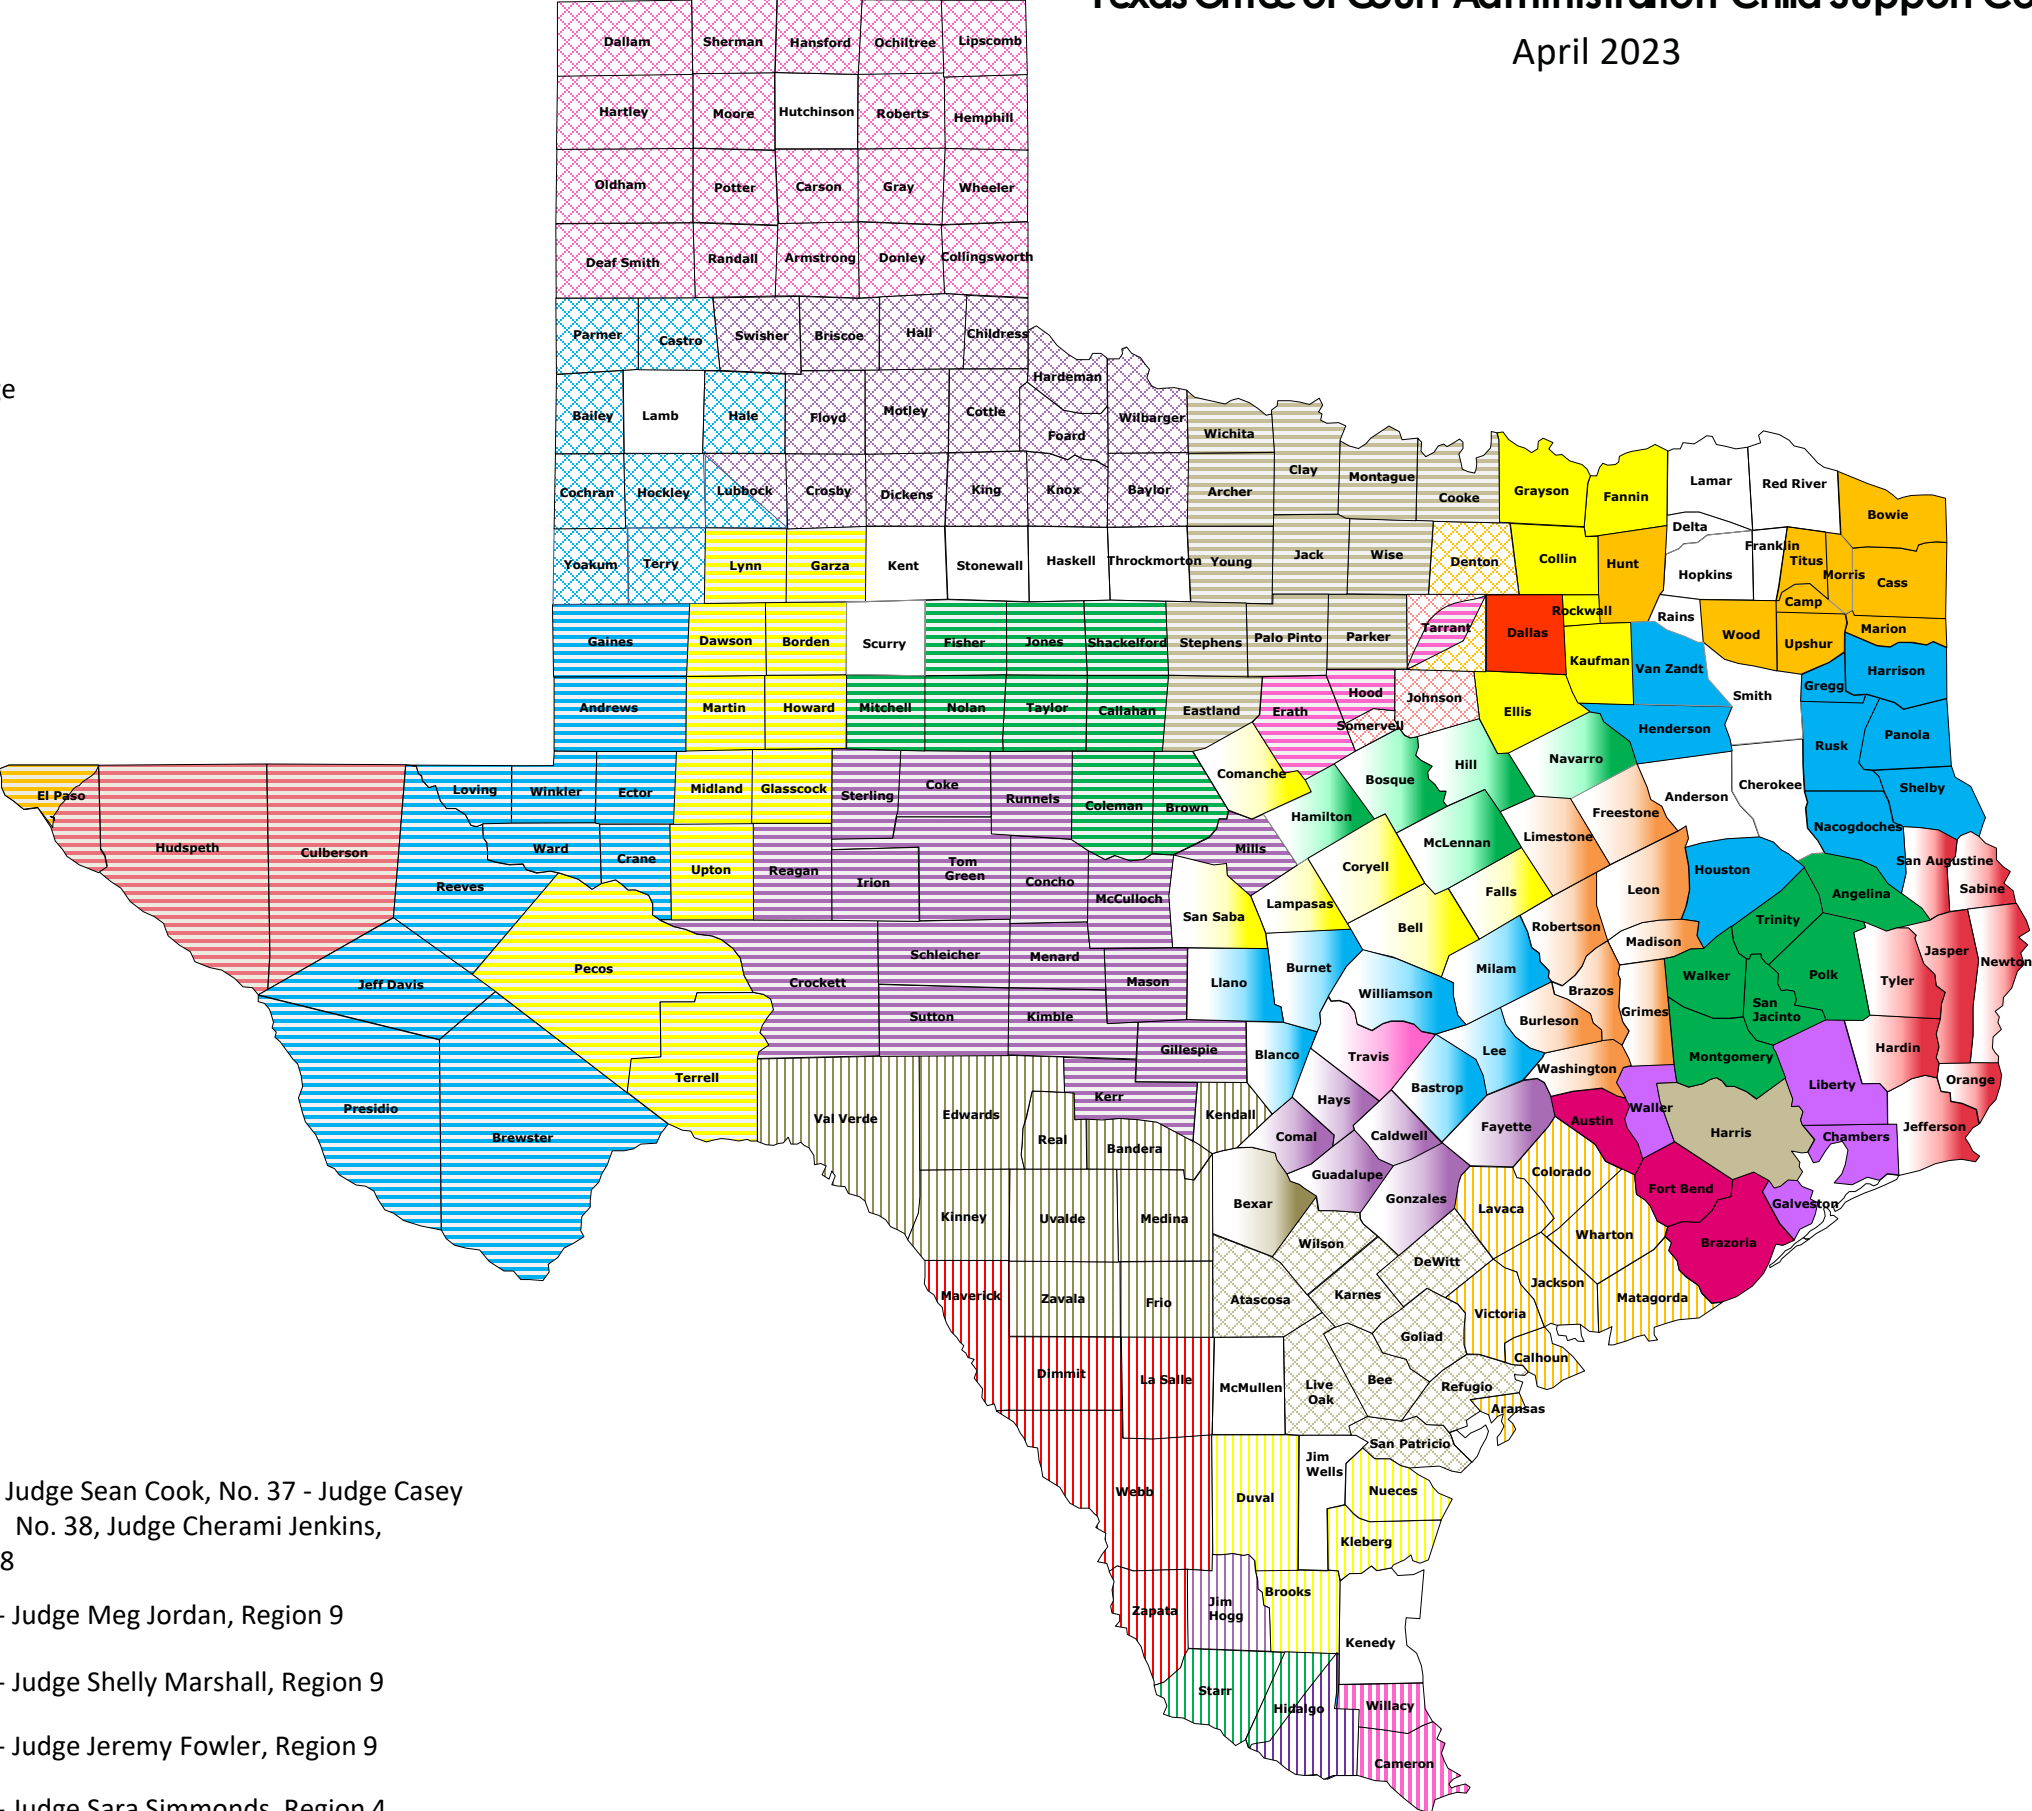 Texas Office of Court Administration Child Support Co
April 2023
Dallam Sherman Hansford Ochiltree Lipscomb
Hartley Moore Hutchinson Roberts Hemphill
Oldham Potter Carson Gray Wheeler
Deaf Smith Randall Armstrong Donley Collingsworth
Parmer Castro Swisher Briscoe Hall Childress
Hardeman
ge
Bailey Lamb Hale Floyd Motley Cottle Foard Wilbarger
Wichita Clay Montague Cooke Grayson Fannin Lamar Red River Bowie
Cochran Hockley Lubbock Crosby Dickens King Knox Baylor Archer
Delta Franklin Titus Morris Cass
Yoakum Terry Lynn Garza Kent Stonewall Haskell Throckmorton Young Jack Wise Denton Collin Hunt Hopkins
Camp
Gaines Dawson Borden Scurry Fisher Jones Shackelford Stephens Palo Pinto Parker Tarrant Dallas Rockwall Rains Wood Upshur Marion
Kaufman Van Zandt Smith Gregg Harrison
Andrews Martin Howard Mitchell Nolan Taylor Callahan Eastland Erath Hood Somervell Johnson Ellis Henderson Rusk Panola
El Paso Loving Winkler Ector Midland Glasscock Sterling Coke Runnels Coleman Brown Comanche Bosque Hill Navarro Anderson Cherokee Shelby
Hamilton McLennan Limestone Freestone Nacogdoches
Hudspeth Culberson Reeves Ward Crane Upton Reagan Irion
Tom
Green
Concho McCulloch Mills San Saba Lampasas Coryell Bell Falls Robertson Leon Houston Trinity Angelina San Augustine Sabine
Madison
Jeff Davis Pecos Crockett Schleicher Menard Mason Llano Burnet Williamson Milam Brazos Grimes Walker
San
Jacinto
Polk Tyler Jasper Newton
Sutton Kimble Gillespie Blanco Travis Bastrop Lee Burleson Washington Montgomery Liberty Hardin Orange
Terrell
Presidio Brewster Val Verde Edwards Real Kerr Bandera Kendall Comal Hays Caldwell Fayette Austin Waller Harris Chambers Jefferson
Kinney Uvalde Medina Bexar Guadalupe Gonzales Lavaca Colorado Wharton Fort Bend Brazoria Galveston
Maverick Zavala Frio Atascosa Wilson Karnes DeWitt Goliad Victoria Jackson Matagorda
Dimmit La Salle McMullen
Live
Oak
Bee Refugio Calhoun Aransas
San Patricio
Webb Duval
Jim
Wells
Nueces
Kleberg
Zapata
Jim
Hogg
Brooks
Kenedy
Starr Hidalgo Willacy
Cameron
Judge Sean Cook, No. 37 - Judge Casey
No. 38, Judge Cherami Jenkins,
8
- Judge Meg Jordan, Region 9
- Judge Shelly Marshall, Region 9
- Judge Jeremy Fowler, Region 9
- Judge Sara Simmonds, Region 4